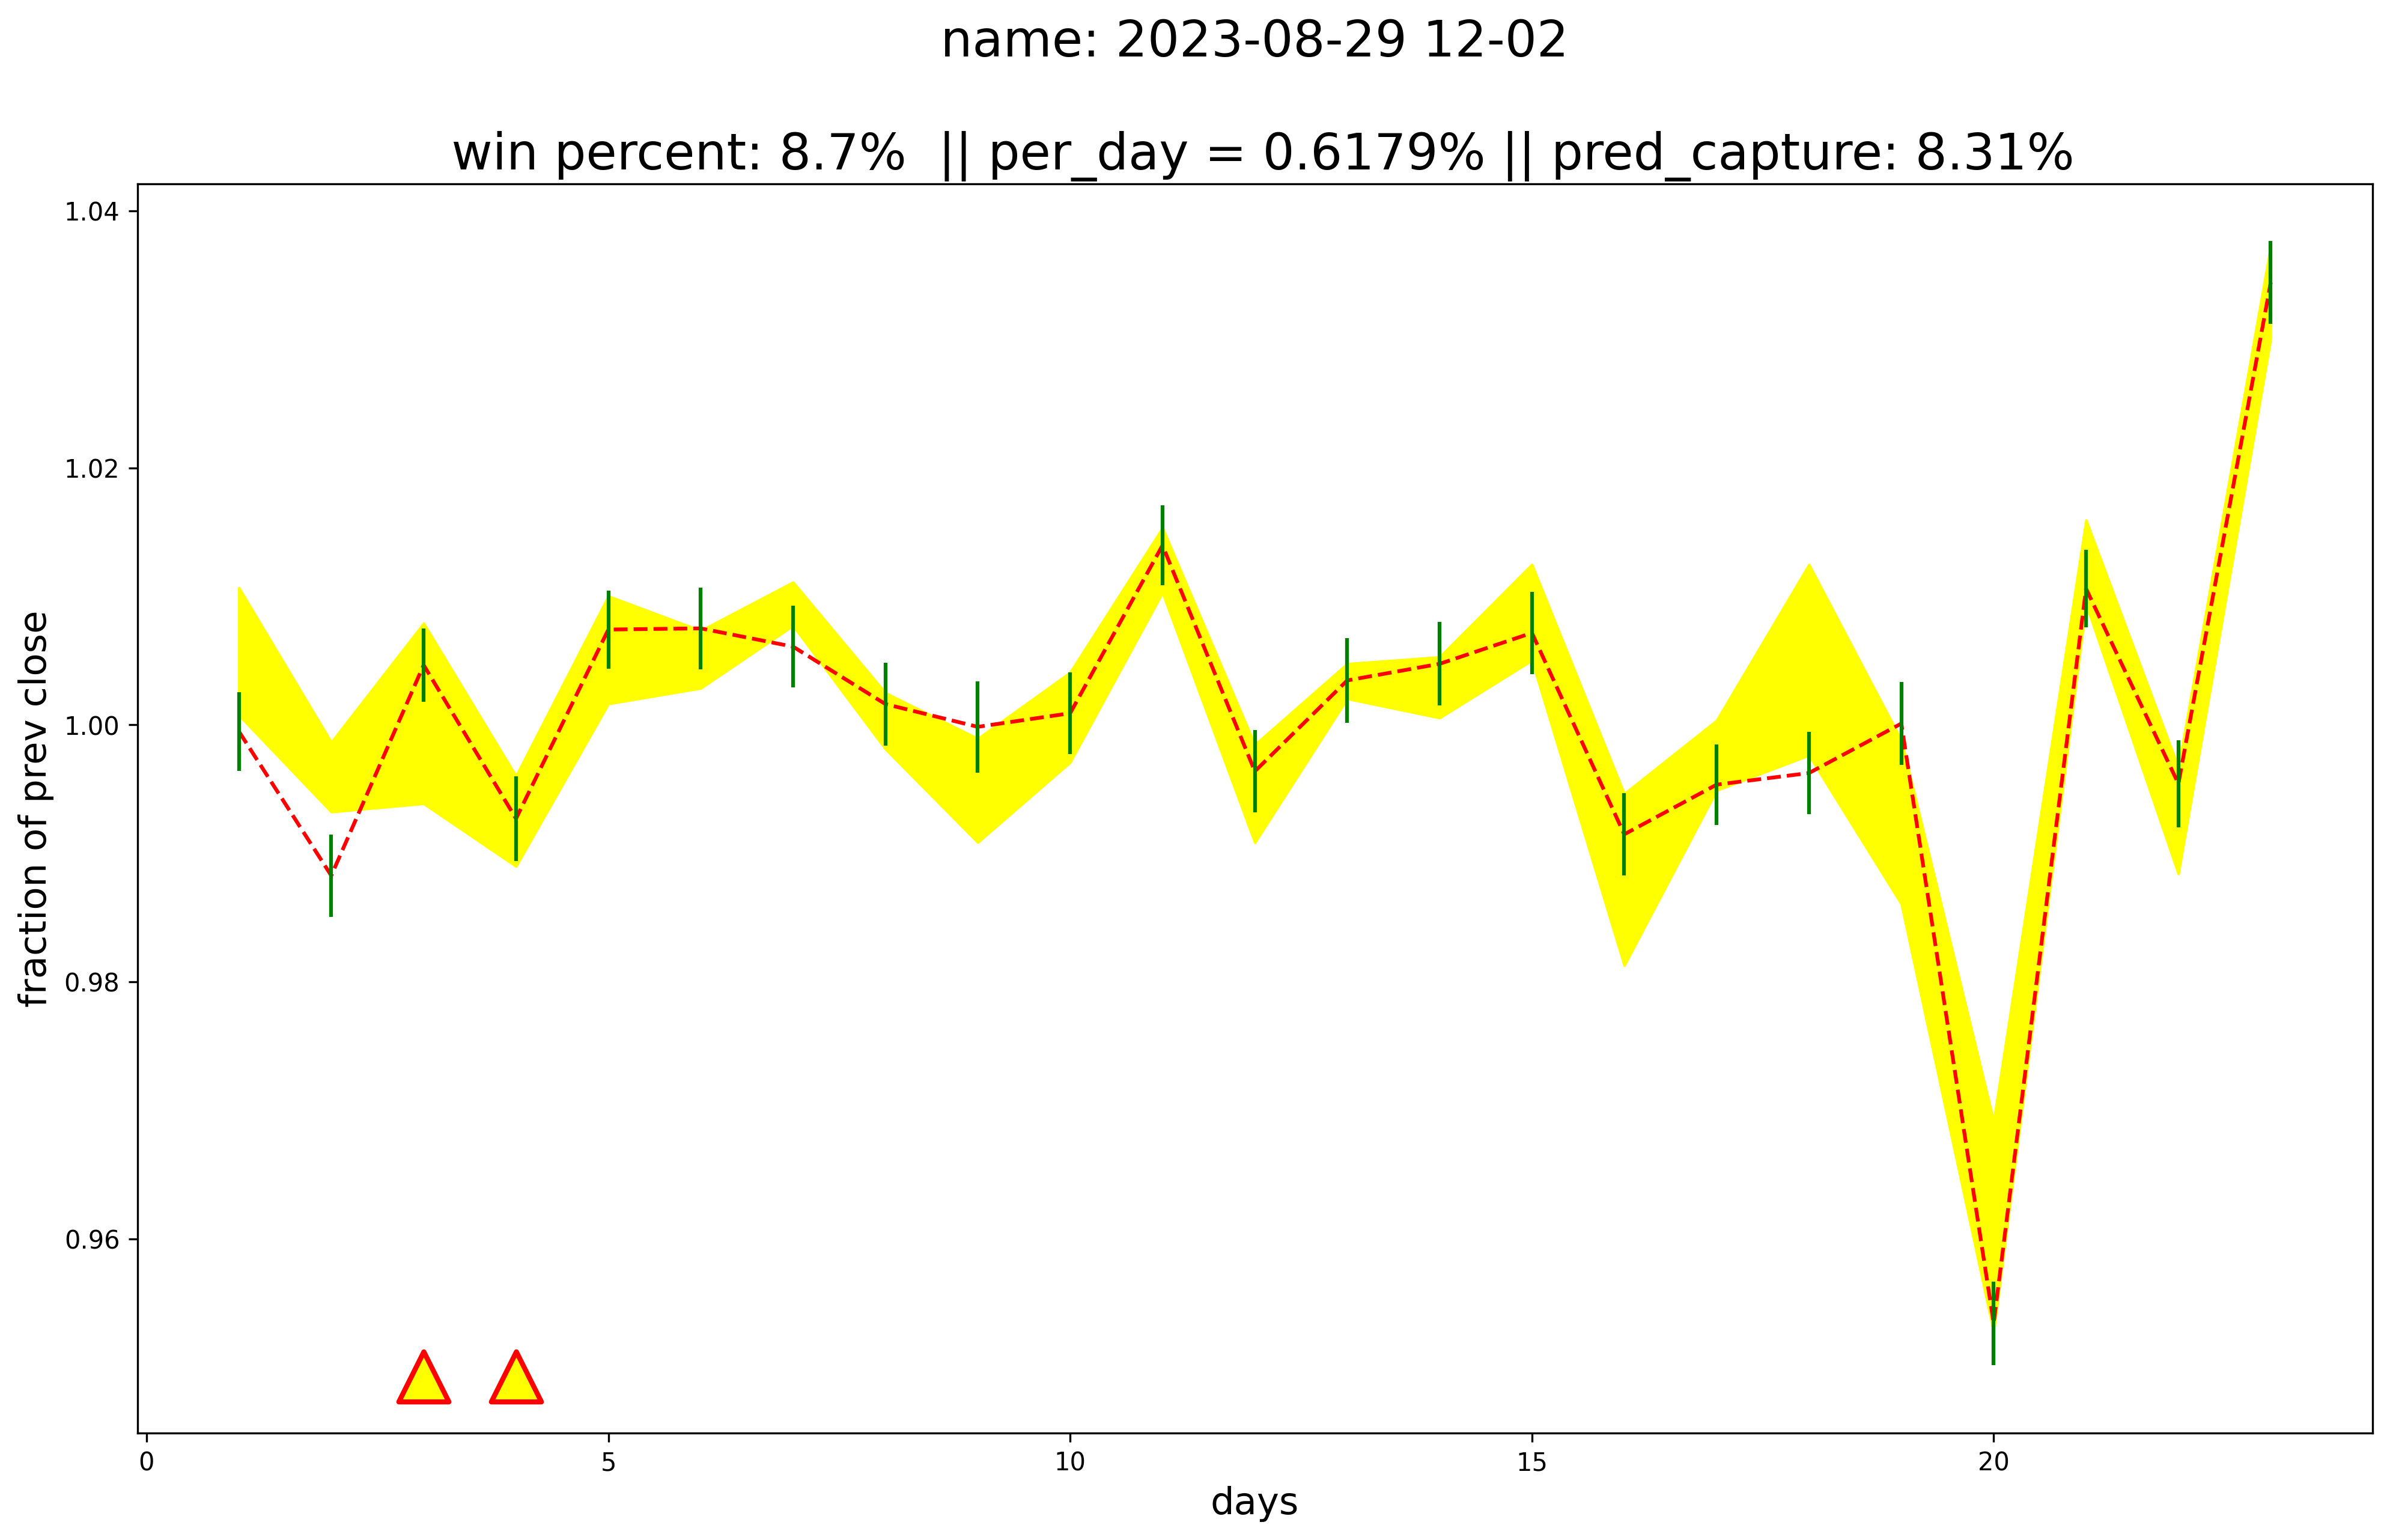 name: 2023-08-29 12-02
win percent: 8.7%  || per_day = 0.6179% || pred_capture: 8.31%
1.04
1.02
1.00
0.98
0.96
fraction of prev close
0 5 10 15 20
days